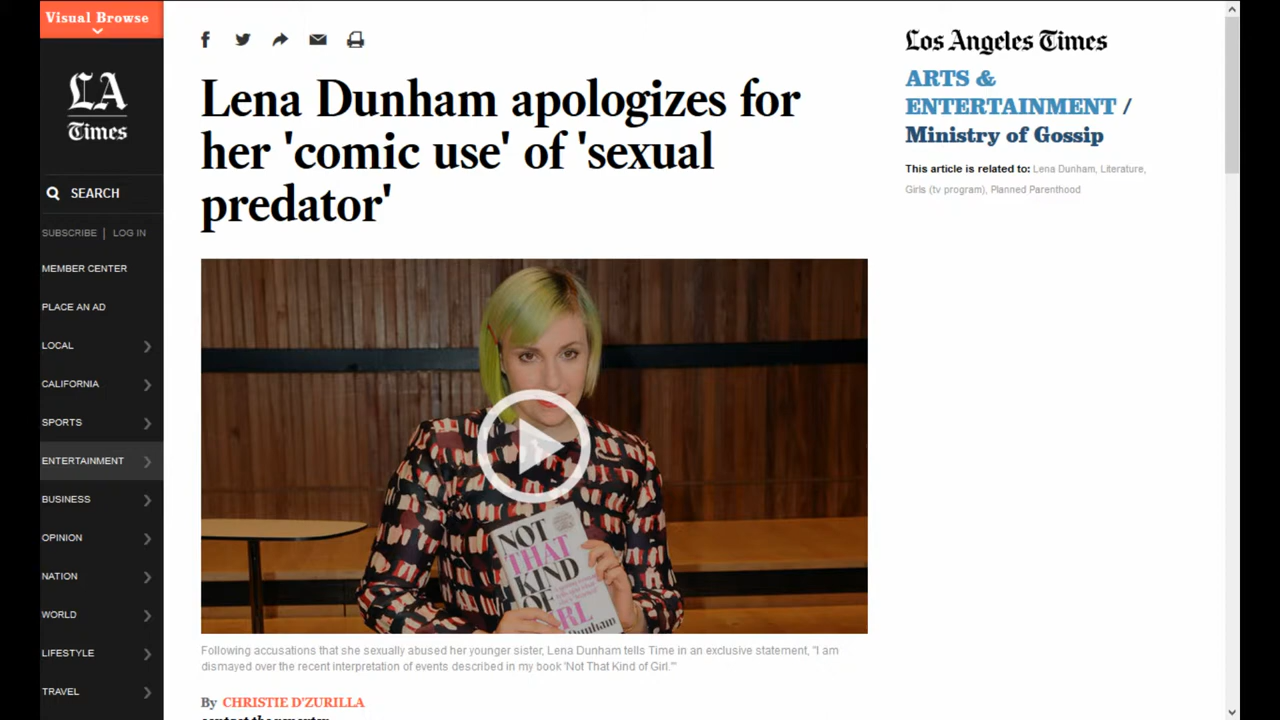 Visual Browse
LA
Times
SEARCH
SUBSCRIBE | LOG IN
MEMBER CENTER
PLACE AN AD
LOCAL
CALIFORNIA
SPORTS
ENTERTAINMENT
BUSINESS
OPINION
NATION
WORLD
LIFESTYLE
TRAVEL
Lena Dunham apologizes for
her 'comic use' of 'sexual
predator'
NOT
THAT
KIND
OF
Dunham
Following accusations that she sexually abused her younger sister, Lena Dunham tells Time in an exclusive statement, "I am
dismayed over the recent interpretation of events described in my book 'Not That Kind of Girl.'"
By CHRISTIE D'ZURILLA
contact the reporter
Los Angeles Times
ARTS &
ENTERTAINMENT /
Ministry of Gossip
This article is related to: Lena Dunham, Literature,
Girls (tv program), Planned Parenthood